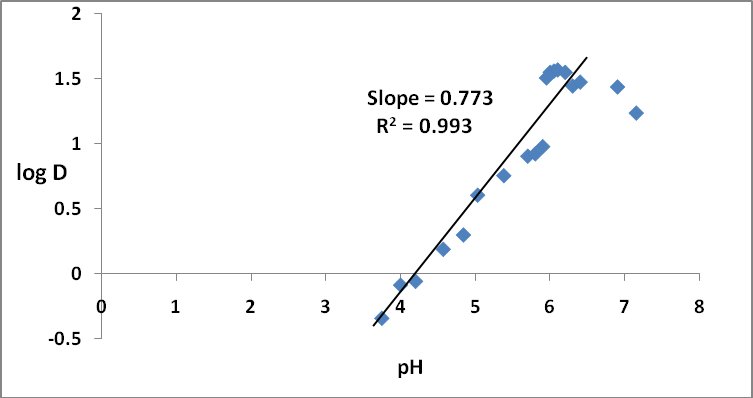 2
1.5
Slope = 0.773
R² = 0.993
1
log D
0.5
0
0 1 2 3 4 5 6 7 8
-0.5
pH